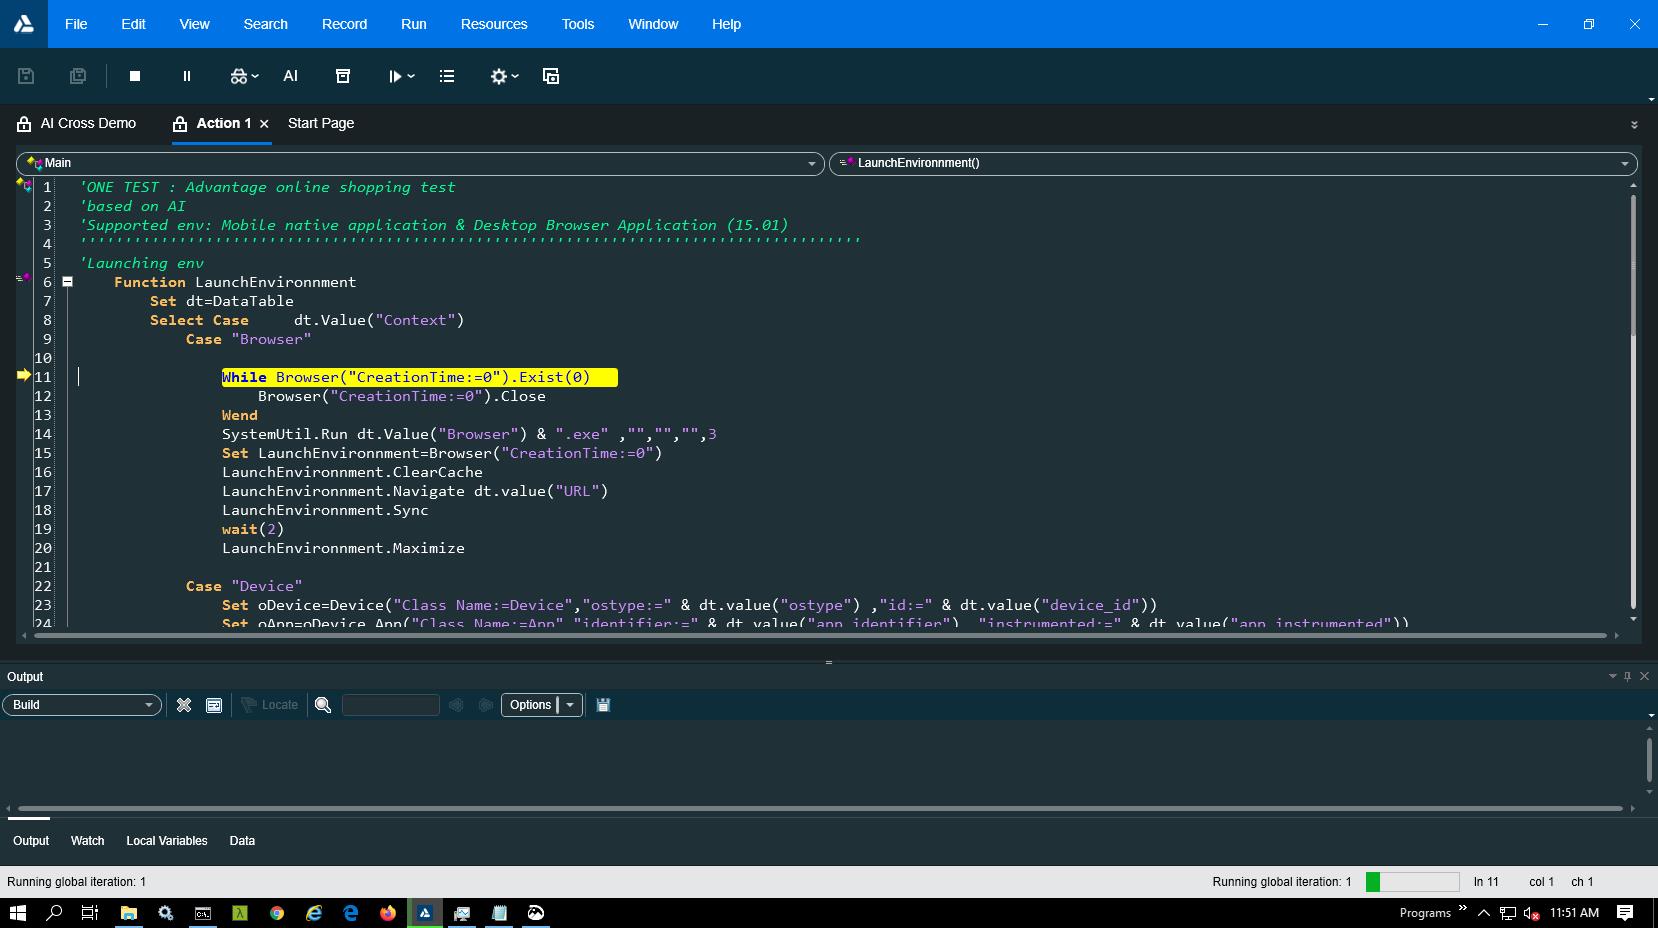 File Edit View Search Record Run Resources Tools Window Help
AI
AI Cross Demo Action 1 Start Page
Main LaunchEnvironnment()
1 'ONE TEST : Advantage online shopping test
2 'based on AI
3 'Supported env: Mobile native application & Desktop Browser Application (15.01)
4
5 'Launching env
6 Function LaunchEnvironnment
7 Set dt=DataTable
8 Select Case dt.Value("Context")
9 Case "Browser"
10
11 While Browser("CreationTime:=0").Exist(0)
12 Browser("CreationTime:=0").Close
13 Wend
14 SystemUtil.Run dt.Value("Browser") & ".exe" ,"","","",3
15 Set LaunchEnvironnment=Browser("CreationTime:=0")
16 LaunchEnvironnment.ClearCache
17 LaunchEnvironnment.Navigate dt.value("URL")
18 LaunchEnvironnment.Sync
19 wait(2)
20 LaunchEnvironnment.Maximize
21
22 Case "Device"
23 Set oDevice=Device("Class Name:=Device","ostype:=" & dt.value("ostype") ,"id:=" & dt.value("device_id"))
24 Set oApp=oDevice.App("Class Name:=App","identifier:=" & dt.value("app_identifier"), "instrumented:=" & dt.value("app_instrumented"))
Output
Build Locate Options
Output Watch Local Variables Data
Running global iteration: 1 Running global iteration: 1 ln 11 col 1 ch 1
Programs 11:51 AM